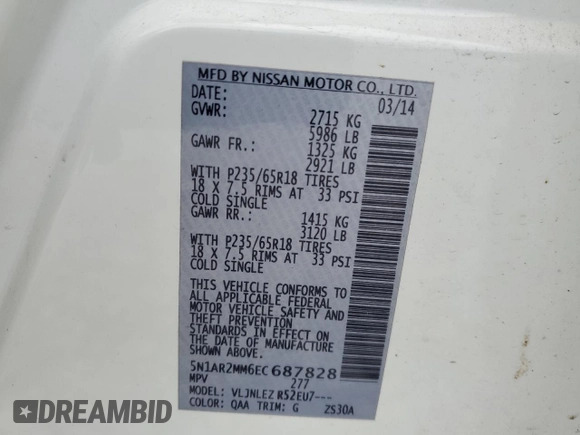 MFD BY NISSAN MOTOR CO., LTD.
DATE: 03/14
GVWR: 2715 KG
5986 LB
GAWR FR.: 1325 KG
2921 LB
WITH P235/65R18 TIRES
18 X 7.5 RIMS AT 33 PSI
COLD SINGLE
GAWR RR.: 1415 KG
3120 LB
WITH P235/65R18 TIRES
18 X 7.5 RIMS AT 33 PSI
COLD SINGLE
THIS VEHICLE CONFORMS TO
ALL APPLICABLE FEDERAL
MOTOR VEHICLE SAFETY AND
THEFT PREVENTION
STANDARDS IN EFFECT ON
THE DATE OF MANUFACTURE
SHOWN ABOVE.
5N1AR2MM6EC687828
MPV 277
MODEL: VLJNLEZ R52EU7---
COLOR: QAA TRIM: G ZS30A
© RideSafely.com